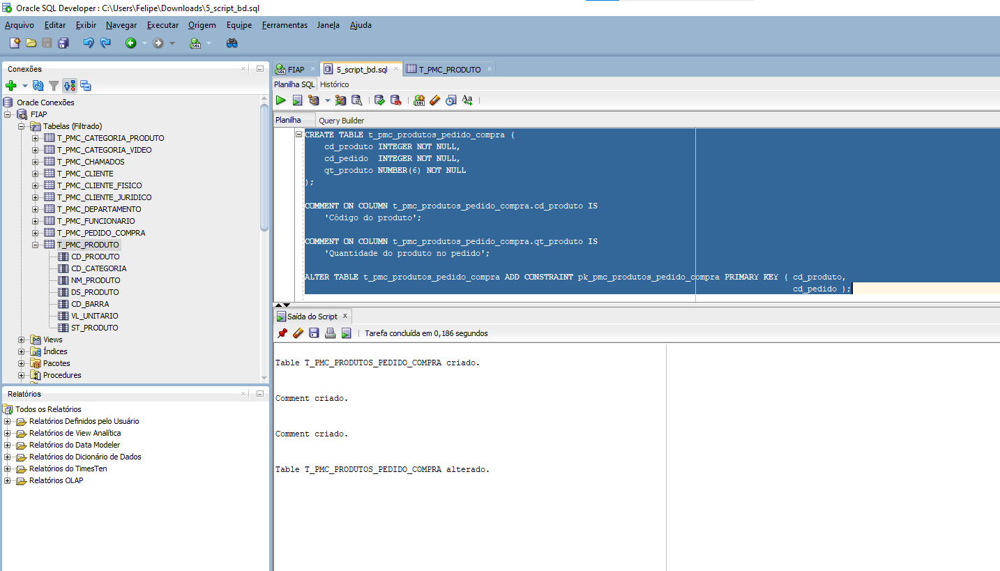 Oracle SQL Developer : C:\Users\Felipe\Downloads\5_script_bd.sql
Arquivo Editar Exibir Navegar Executar Origem Equipe Ferramentas Janela Ajuda
Conexões
Oracle Conexões
FIAP
Tabelas (Filtrado)
T_PMC_CATEGORIA_PRODUTO
T_PMC_CATEGORIA_VIDEO
T_PMC_CHAMADOS
T_PMC_CLIENTE
T_PMC_CLIENTE_FISICO
T_PMC_CLIENTE_JURIDICO
T_PMC_DEPARTAMENTO
T_PMC_FUNCIONARIO
T_PMC_PEDIDO_COMPRA
T_PMC_PRODUTO
CD_PRODUTO
CD_CATEGORIA
NM_PRODUTO
DS_PRODUTO
CD_BARRA
VL_UNITARIO
ST_PRODUTO
Views
Índices
Pacotes
Procedures
Relatórios
Todos os Relatórios
Relatórios Definidos pelo Usuário
Relatórios de View Analítica
Relatórios do Data Modeler
Relatórios do Dicionário de Dados
Relatórios do TimesTen
Relatórios OLAP
FIAP 5_script_bd.sql T_PMC_PRODUTO
Planilha SQL Histórico
Aa
Planilha Query Builder
CREATE TABLE t_pmc_produtos_pedido_compra (
cd_produto INTEGER NOT NULL,
cd_pedido INTEGER NOT NULL,
qt_produto NUMBER(6) NOT NULL
);
COMMENT ON COLUMN t_pmc_produtos_pedido_compra.cd_produto IS
'Código do produto';
COMMENT ON COLUMN t_pmc_produtos_pedido_compra.qt_produto IS
'Quantidade do produto no pedido';
ALTER TABLE t_pmc_produtos_pedido_compra ADD CONSTRAINT pk_pmc_produtos_pedido_compra PRIMARY KEY ( cd_produto,
cd_pedido );
Saída do Script
Tarefa concluída em 0,186 segundos
Table T_PMC_PRODUTOS_PEDIDO_COMPRA criado.
Comment criado.
Comment criado.
Table T_PMC_PRODUTOS_PEDIDO_COMPRA alterado.